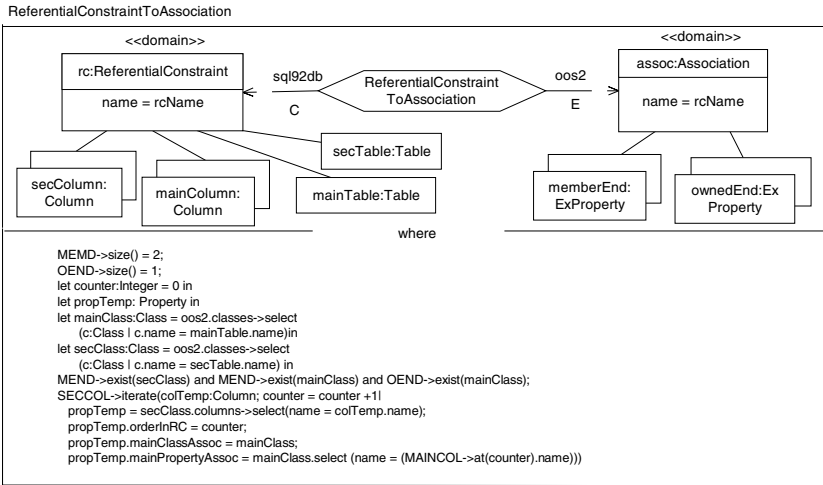 ReferentialConstraintToAssociation
<<domain>>
<<domain>>
rc:ReferentialConstraint
name = rcName
sql92db
C
ReferentialConstraint
ToAssociation
oos2
E
assoc:Association
name = rcName
secTable:Table
secColumn:
Column
mainColumn:
Column
mainTable:Table
memberEnd:
ExProperty
ownedEnd:Ex
Property
where
MEMD->size() = 2;
OEND->size() = 1;
let counter:Integer = 0 in
let propTemp: Property in
let mainClass:Class = oos2.classes->select
(c:Class | c.name = mainTable.name)in
let secClass:Class = oos2.classes->select
(c:Class | c.name = secTable.name) in
MEND->exist(secClass) and MEND->exist(mainClass) and OEND->exist(mainClass);
SECCOL->iterate(colTemp:Column; counter = counter +1|
propTemp = secClass.columns->select(name = colTemp.name);
propTemp.orderInRC = counter;
propTemp.mainClassAssoc = mainClass;
propTemp.mainPropertyAssoc = mainClass.select (name = (MAINCOL->at(counter).name)))